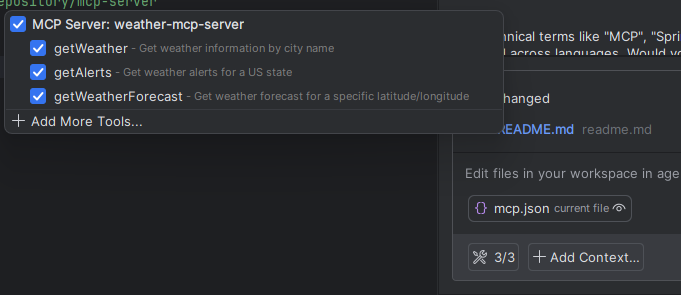 epository/mcp-server
MCP Server: weather-mcp-server
getWeather - Get weather information by city name
getAlerts - Get weather alerts for a US state
getWeatherForecast - Get weather forecast for a specific latitude/longitude
Add More Tools...
nnical terms like "MCP", "Spri
across languages. Would yo
hanged
README.md readme.md
Edit files in your workspace in age
{} mcp.json current file
3/3
Add Context...